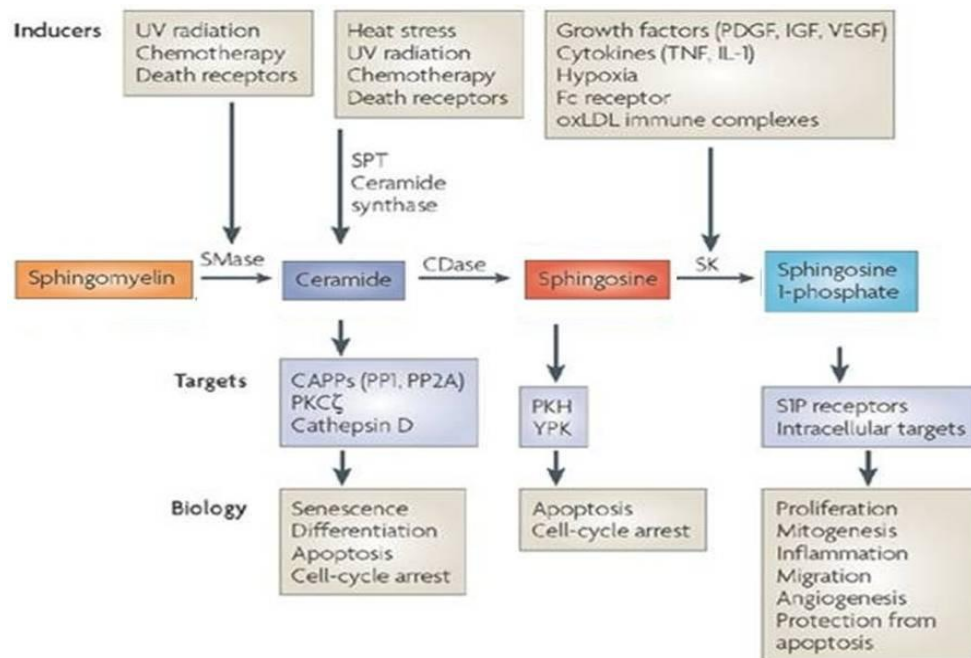 Inducers
UV radiation
Chemotherapy
Death receptors
Heat stress
UV radiation
Chemotherapy
Death receptors
Growth factors (PDGF, IGF, VEGF)
Cytokines (TNF, IL-1)
Hypoxia
Fc receptor
oxLDL immune complexes
SPT
Ceramide
synthase
Sphingomyelin
SMase
Ceramide
CDase
Sphingosine
SK
Sphingosine
1-phosphate
Targets
CAPPs (PP1, PP2A)
PKCζ
Cathepsin D
PKH
YPK
S1P receptors
Intracellular targets
Biology
Senescence
Differentiation
Apoptosis
Cell-cycle arrest
Apoptosis
Cell-cycle arrest
Proliferation
Mitogenesis
Inflammation
Migration
Angiogenesis
Protection from
apoptosis